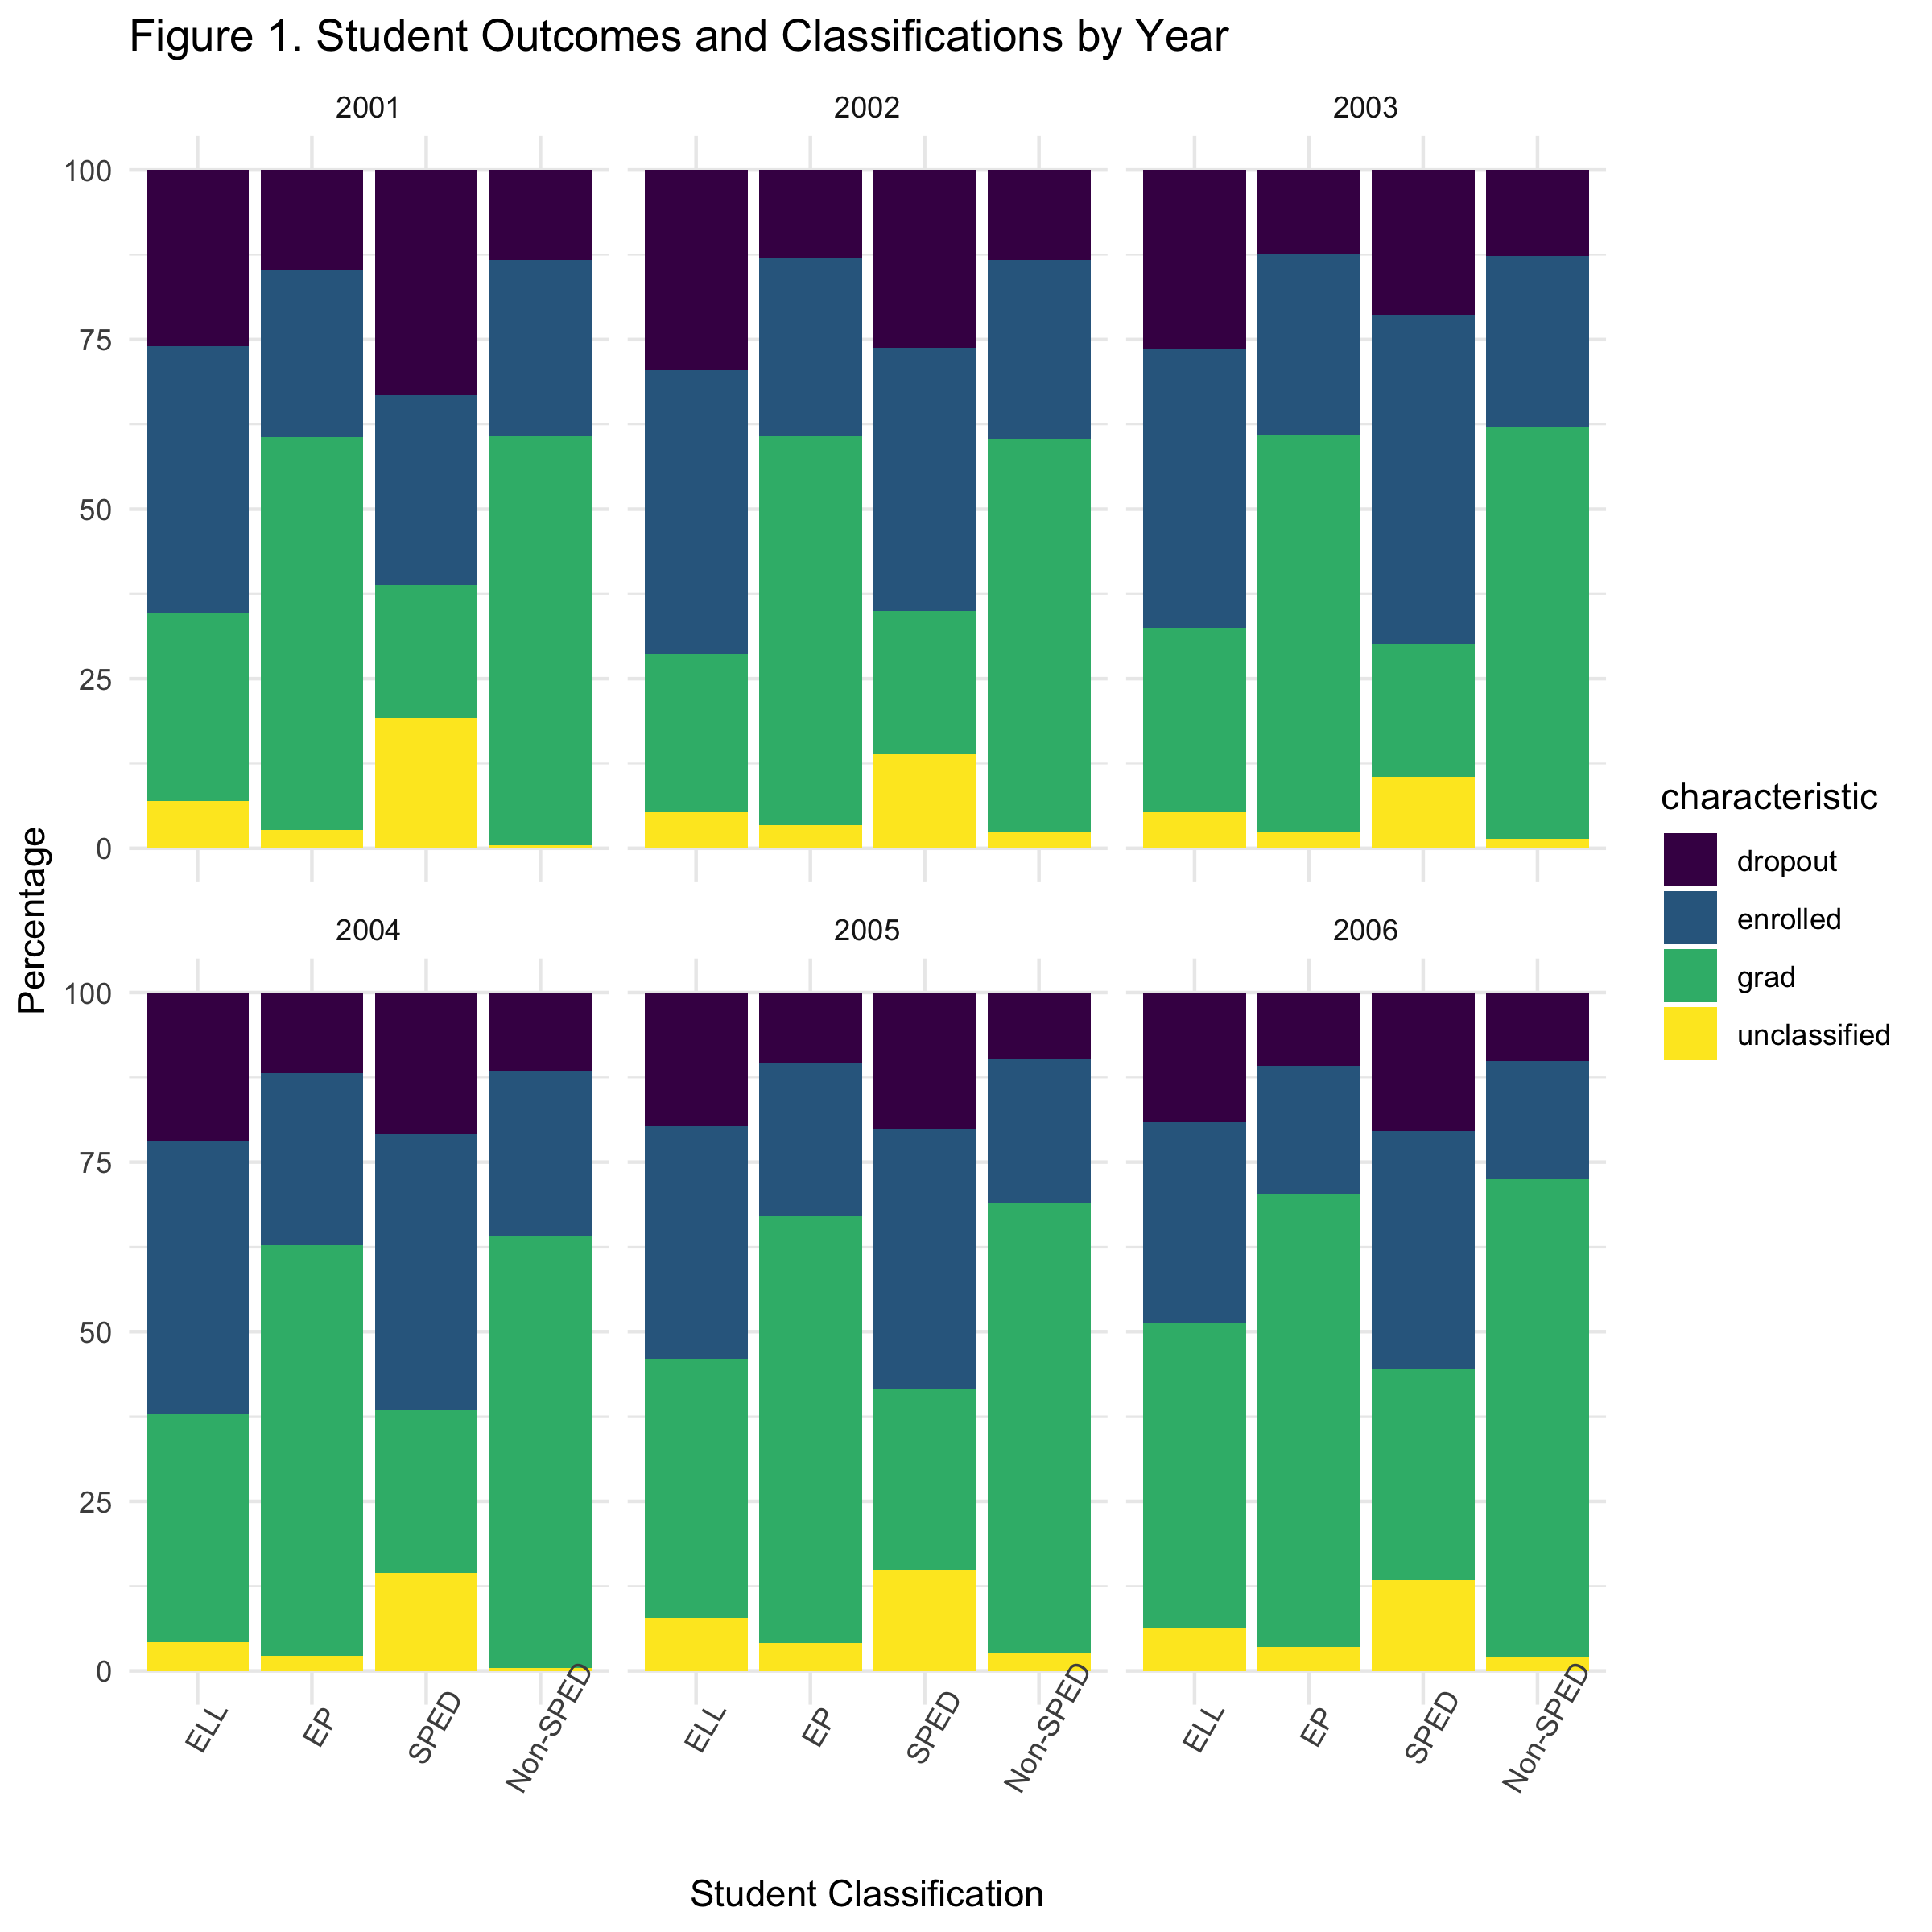 Figure 1. Student Outcomes and Classifications by Year
2001 2002 2003
100
75
50
25
0
2004 2005 2006
100
75
50
25
0
ELL EP SPED Non-SPED ELL EP SPED Non-SPED ELL EP SPED Non-SPED
Percentage
Student Classification
characteristic
dropout
enrolled
grad
unclassified